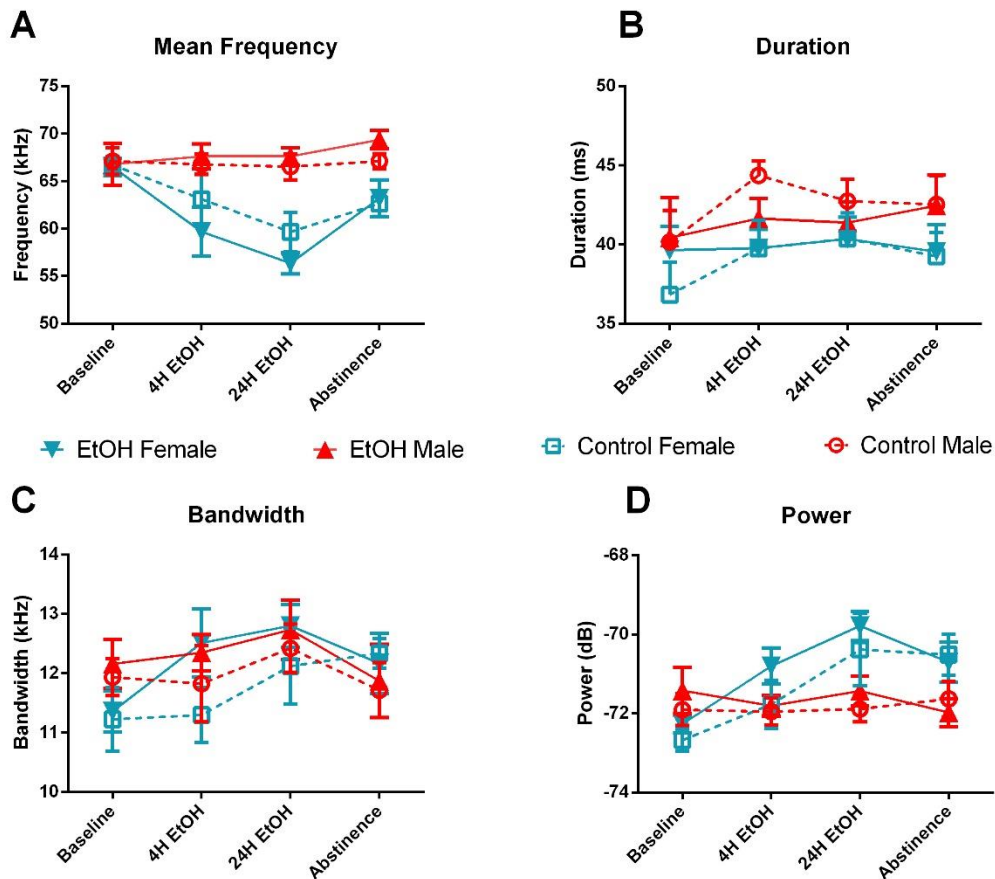 A
Mean Frequency
Frequency (kHz)
75
70
65
60
55
50
Baseline
4H EtOH
24H EtOH
Abstinence
B
Duration
Duration (ms)
50
45
40
35
Baseline
4H EtOH
24H EtOH
Abstinence
EtOH Female
EtOH Male
Control Female
Control Male
C
Bandwidth
Bandwidth (kHz)
14
13
12
11
10
Baseline
4H EtOH
24H EtOH
Abstinence
D
Power
Power (dB)
-68
-70
-72
-74
Baseline
4H EtOH
24H EtOH
Abstinence